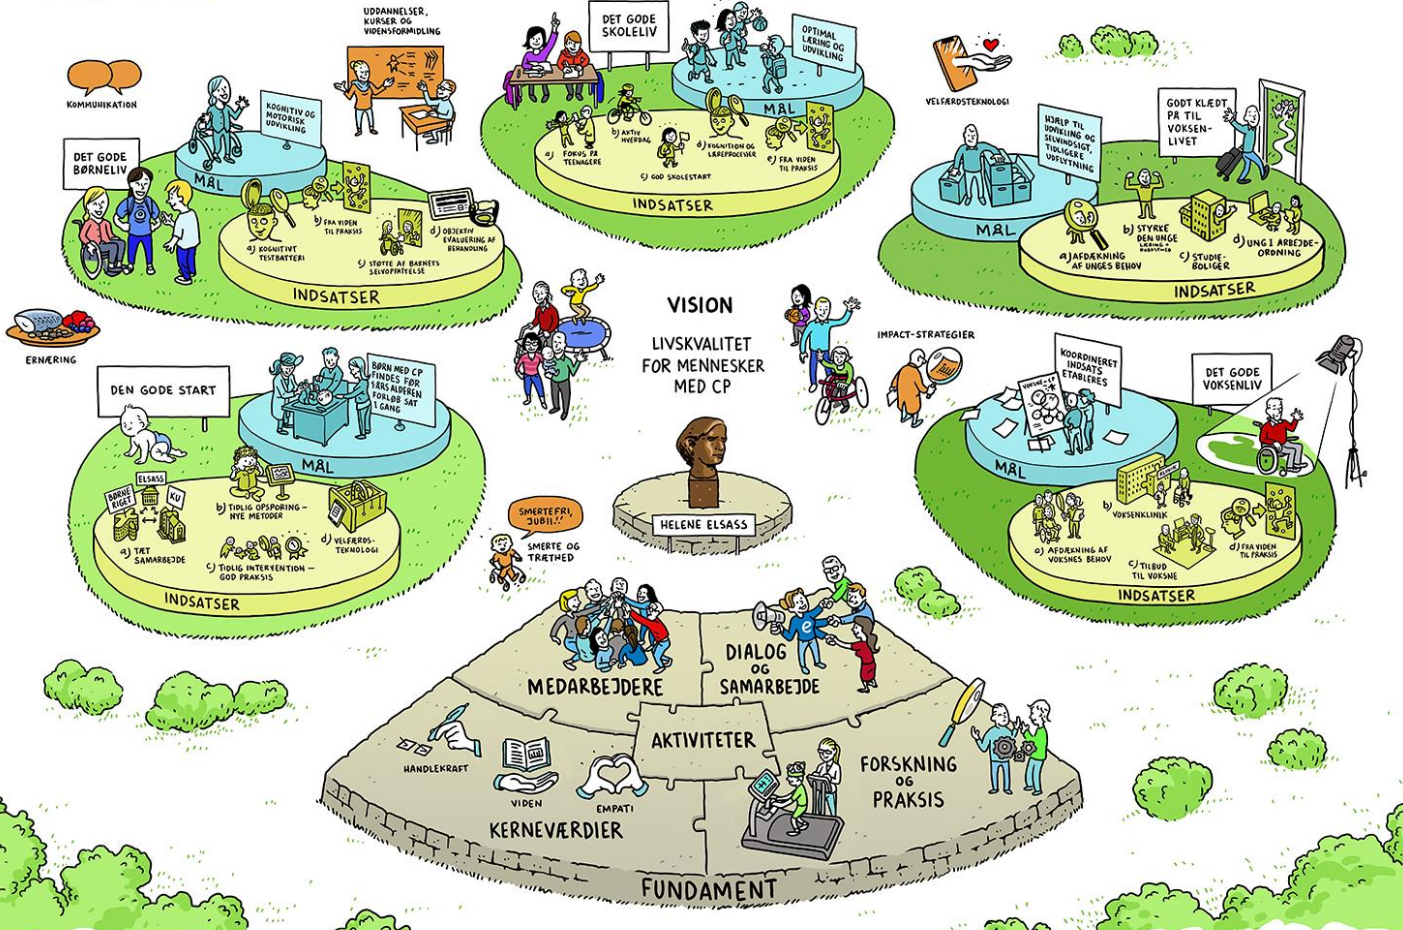 UDDANNELSER,
KURSER OG
VIDENSFORMIDLING
KOMMUNIKATION
DET GODE
BØRNELIV
KOGNITIV OG
MOTORISK
UDVIKLING
MÅL
a) KOGNITIVT
TESTBATTERI
b) FRA VIDEN
TIL PRAKSIS
c) STØTTE AF BARNETS
SELVOPFATTELSE
d) OBJEKTIV
EVALUERING AF
BEHANDLING
INDSATSER
DET GODE
SKOLELIV
OPTIMAL
LÆRING OG
UDVIKLING
MÅL
a) FOKUS PÅ
TEENAGERE
b) AKTIV
HVERDAG
c) GOD SKOLESTART
d) KOGNITION OG
LÆREPROCESSER
e) FRA VIDEN
TIL PRAKSIS
INDSATSER
VELFÆRDSTEKNOLOGI
HJÆLP TIL
UDVIKLING OG
SELVINDSIGT,
TIDLIGERE
UDFLYTNING
GODT KLÆDT
PÅ TIL
VOKSEN-
LIVET
MÅL
a) AFDÆKNING
AF UNGES BEHOV
b) STYRKE
DEN UNGE
c) STUDIE-
BOLIGER
d) UNG I ARBEJDE-
ORDNING
INDSATSER
ERNÆRING
DEN GODE START
BØRN MED CP
FINDES FØR
1 ÅRS ALDEREN
FORLØB SAT
I GANG
MÅL
BØRNE
RIGET
ELSASS
KU
a) TÆT
SAMARBEJDE
b) TIDLIG OPSPORING –
NYE METODER
c) TIDLIG INTERVENTION –
GOD PRAKSIS
d) VELFÆRDS-
TEKNOLOGI
INDSATSER
VISION
LIVSKVALITET
FOR MENNESKER
MED CP
HELENE ELSASS
SMERTEFRI,
JUBII!!
SMERTE OG
TRÆTHED
IMPACT-STRATEGIER
KOORDINERET
INDSATS
ETABLERES
DET GODE
VOKSENLIV
VOKSNE-CP
MÅL
a) AFDÆKNING AF
VOKSNES BEHOV
b)
VOKSENKLINIK
c) TILBUD
TIL VOKSNE
d) FRA VIDEN
TIL PRAKSIS
INDSATSER
MEDARBEJDERE
DIALOG
OG
SAMARBEJDE
e
AKTIVITETER
HANDLEKRAFT
VIDEN
EMPATI
KERNEVÆRDIER
FORSKNING
OG
PRAKSIS
FUNDAMENT